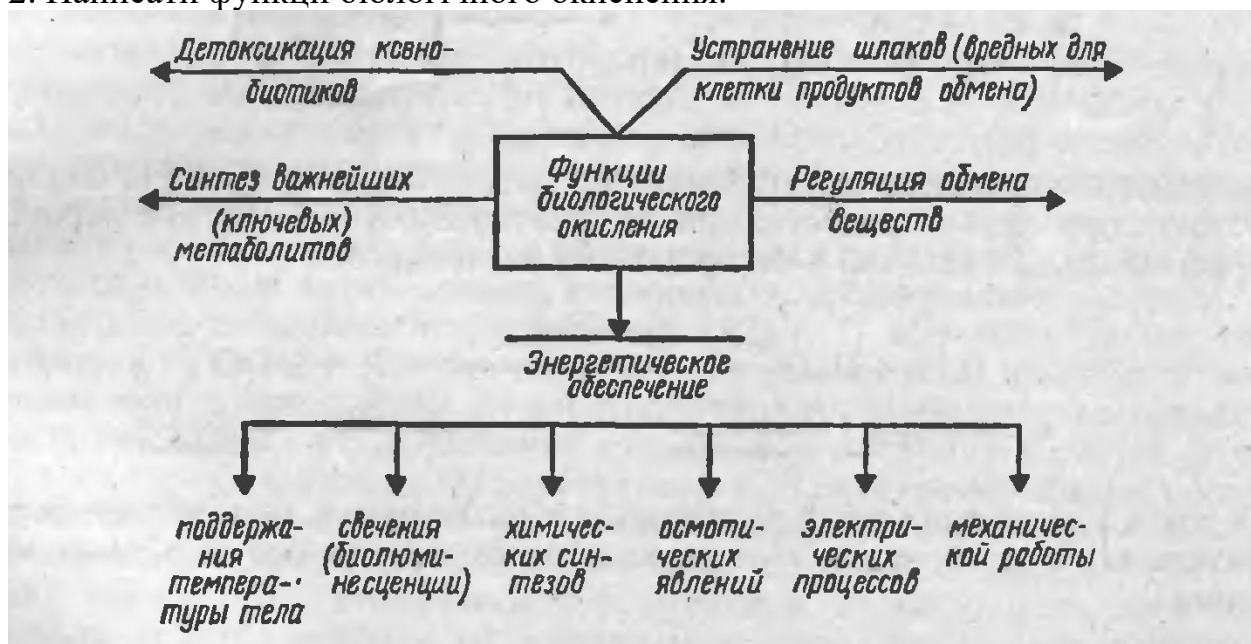 2. Написати функції біологічного окиснення.
Детоксикация ксено-
биотиков
Устранение шлаков (вредных для
клетки продуктов обмена)
Синтез важнейших
(ключевых)
метаболитов
Функции
биологического
окисления
Регуляция обмена
веществ
Энергетическое
обеспечение
поддержа-
ния
темпера-
туры тела
свечения
(биолюми-
несценции)
химичес-
ких син-
тезов
осмоти-
ческих
явлений
электри-
ческих
процессов
механичес-
кой работы